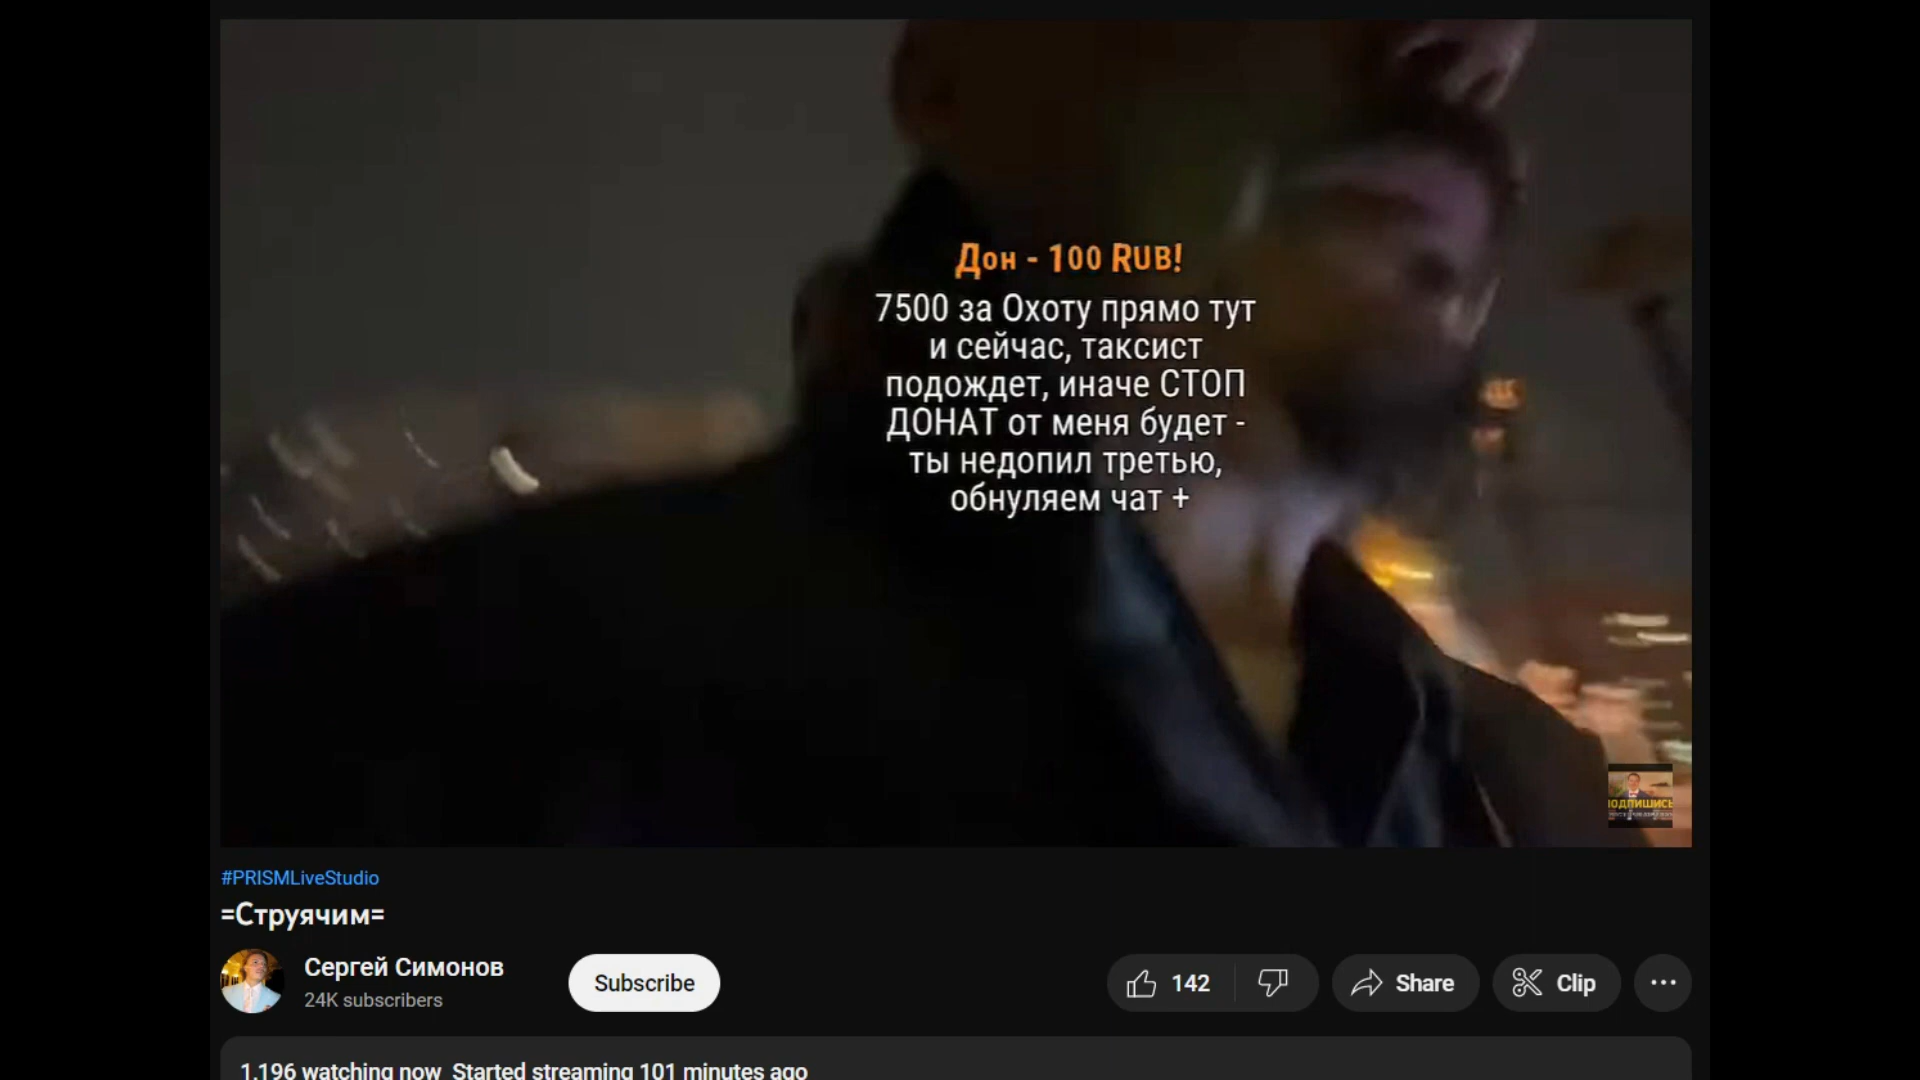 Дон - 100 RUB!
7500 за Охоту прямо тут
и сейчас, таксист
подождет, иначе СТОП
ДОНАТ от меня будет -
ты недопил третью,
обнуляем чат +
ПОДПИШИСЬ
#PRISMLiveStudio
=Струячим=
Сергей Симонов
24K subscribers
Subscribe
142
Share
Clip
1,196 watching now Started streaming 101 minutes ago